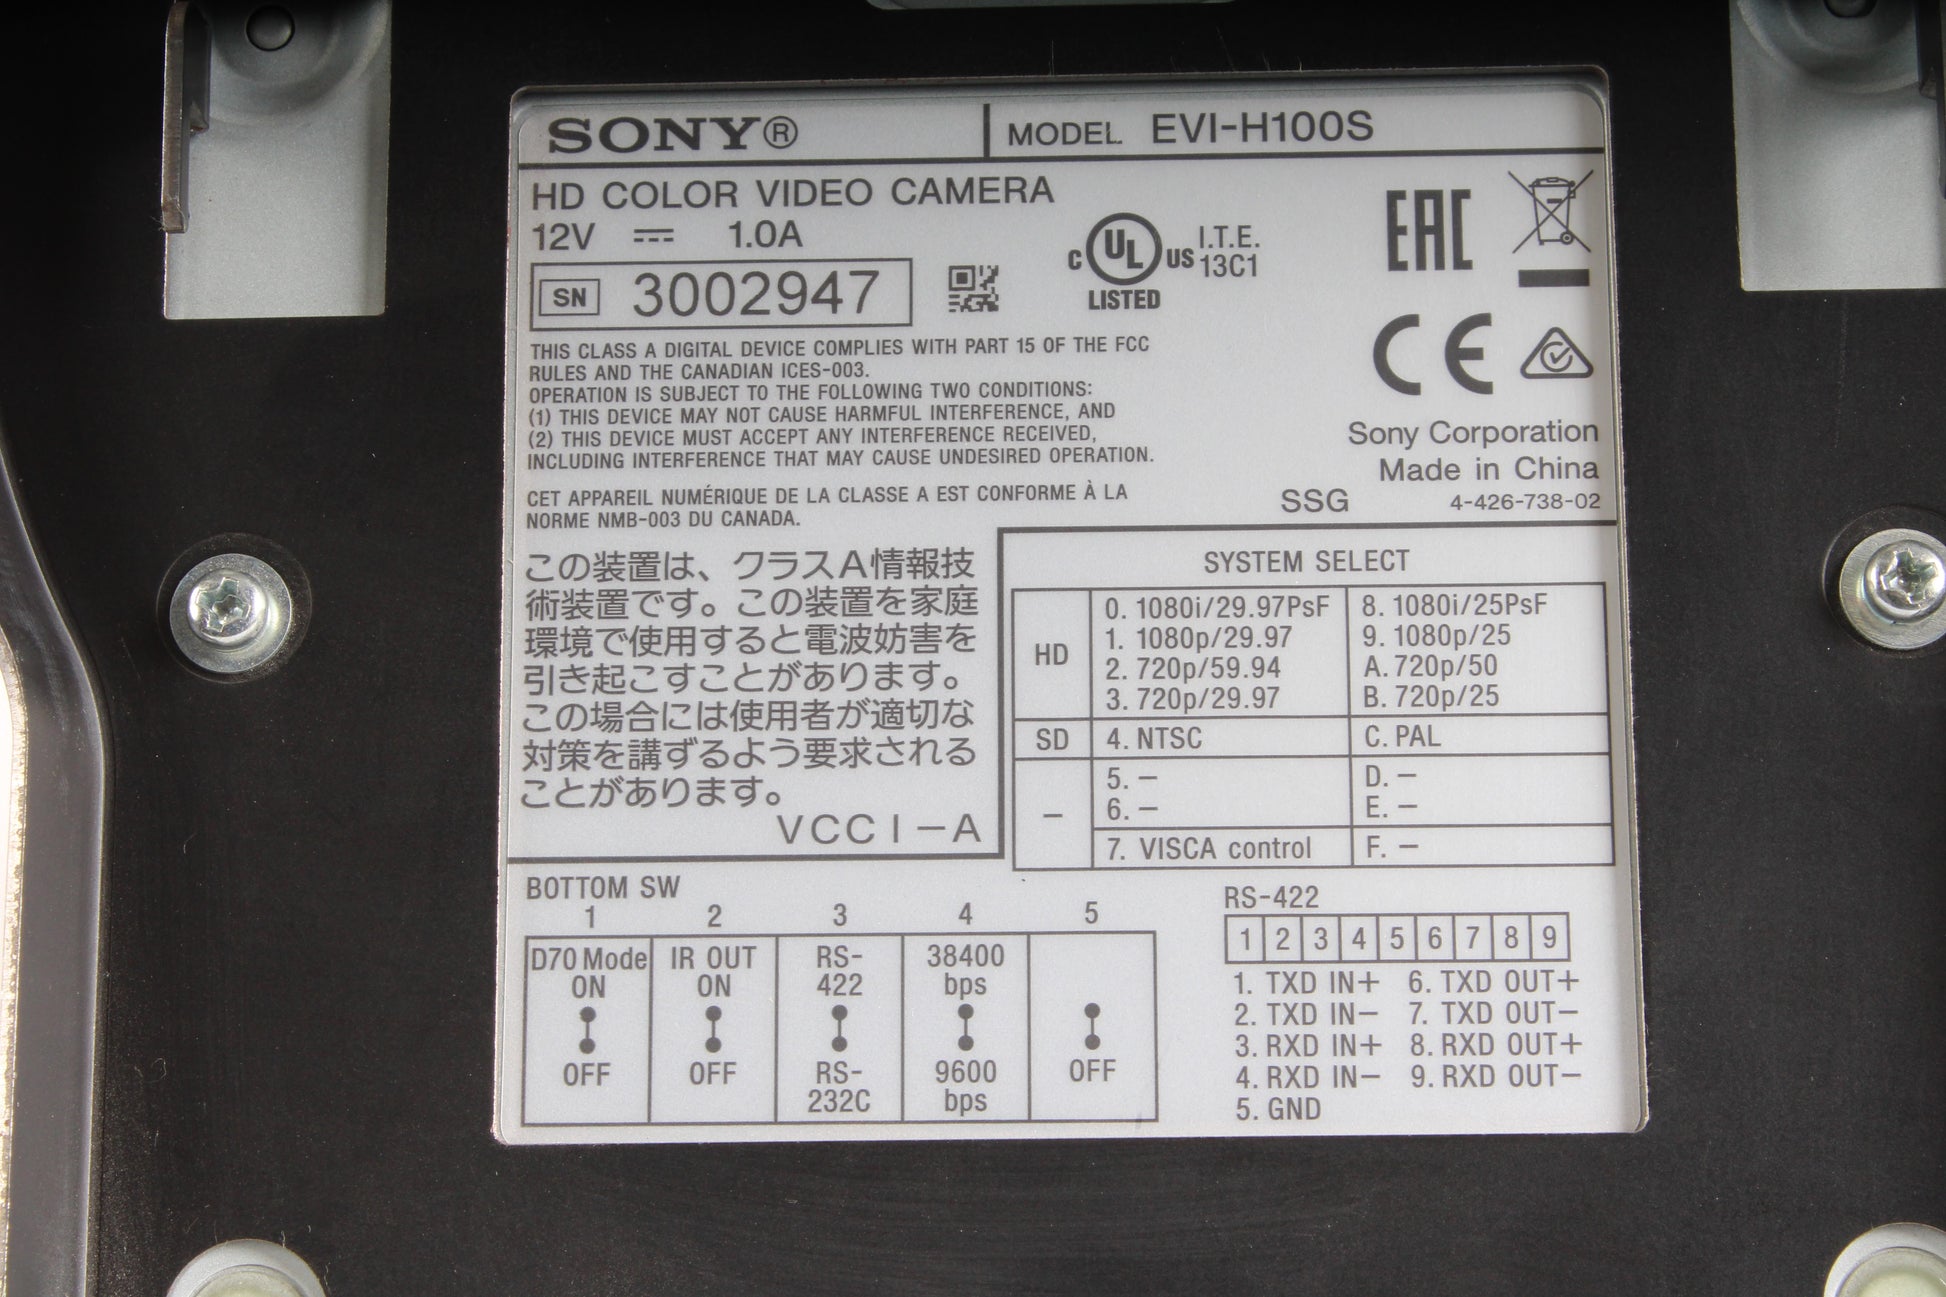 SONY®
MODEL EVI-H100S
HD COLOR VIDEO CAMERA
12V ⎓ 1.0A
SN 3002947
C UL US LISTED
I.T.E.
13C1
EAC
CE
THIS CLASS A DIGITAL DEVICE COMPLIES WITH PART 15 OF THE FCC
RULES AND THE CANADIAN ICES-003.
OPERATION IS SUBJECT TO THE FOLLOWING TWO CONDITIONS:
(1) THIS DEVICE MAY NOT CAUSE HARMFUL INTERFERENCE, AND
(2) THIS DEVICE MUST ACCEPT ANY INTERFERENCE RECEIVED,
INCLUDING INTERFERENCE THAT MAY CAUSE UNDESIRED OPERATION.
CET APPAREIL NUMÉRIQUE DE LA CLASSE A EST CONFORME À LA
NORME NMB-003 DU CANADA.
Sony Corporation
Made in China
SSG 4-426-738-02
この装置は、クラスA情報技
術装置です。この装置を家庭
環境で使用すると電波妨害を
引き起こすことがあります。
この場合には使用者が適切な
対策を講ずるよう要求される
ことがあります。
VCCI-A
SYSTEM SELECT
HD
0. 1080i/29.97PsF 8. 1080i/25PsF
1. 1080p/29.97 9. 1080p/25
2. 720p/59.94 A. 720p/50
3. 720p/29.97 B. 720p/25
SD 4. NTSC C. PAL
–
5. – D. –
6. – E. –
7. VISCA control F. –
BOTTOM SW
1 2 3 4 5
D70 Mode IR OUT RS- 38400
ON ON 422 bps
OFF OFF RS- 9600 OFF
232C bps
RS-422
1 2 3 4 5 6 7 8 9
1. TXD IN+ 6. TXD OUT+
2. TXD IN− 7. TXD OUT−
3. RXD IN+ 8. RXD OUT+
4. RXD IN− 9. RXD OUT−
5. GND